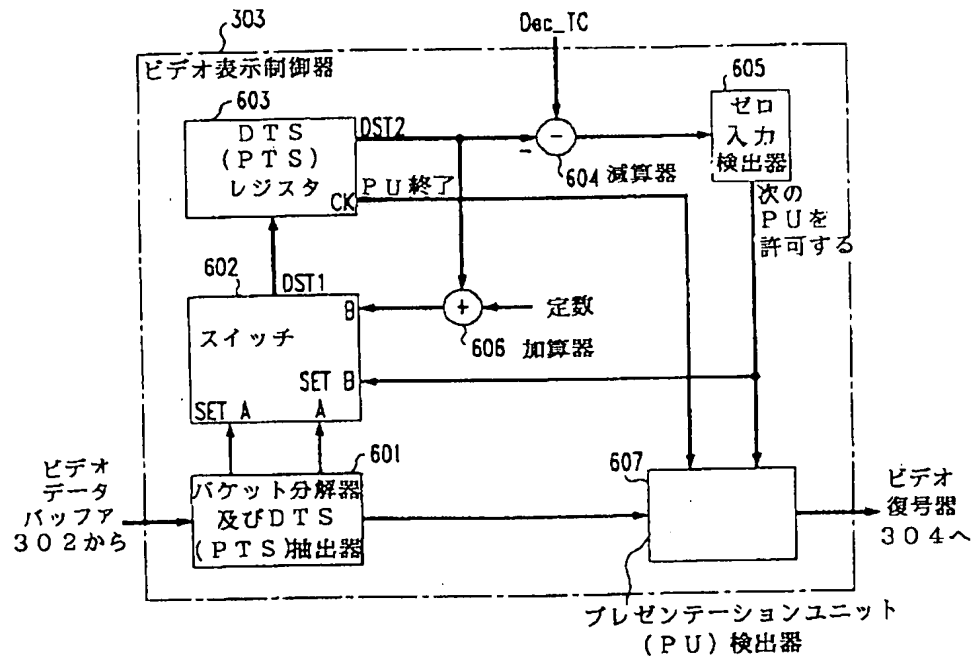 303
Dec_TC
ビデオ表示制御器
603
DTS
(PTS)
レジスタ
CK
DST2
PU終了
604 減算器
605
ゼロ
入力
検出器
次の
PUを
許可する
602
DST1
スイッチ
B
SET B
SET A
A
定数
606 加算器
ビデオ
データ
バッファ
302から
601
パケット分解器
及びDTS
(PTS)抽出器
607
ビデオ
復号器
304へ
プレゼンテーションユニット
(PU)検出器